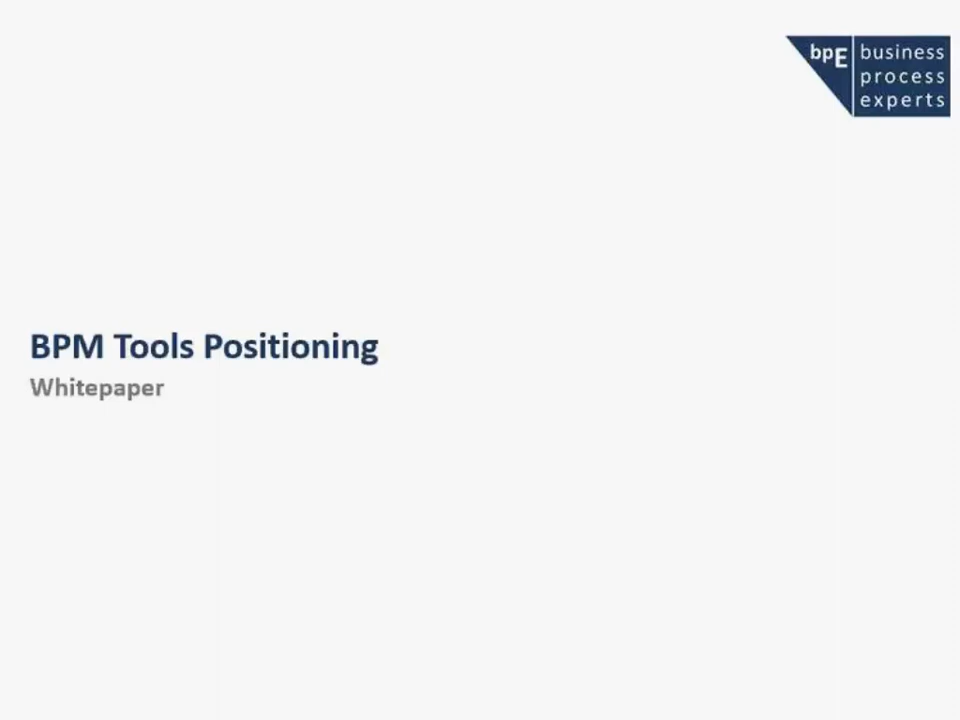 bpE
business
process
experts
BPM Tools Positioning
Whitepaper